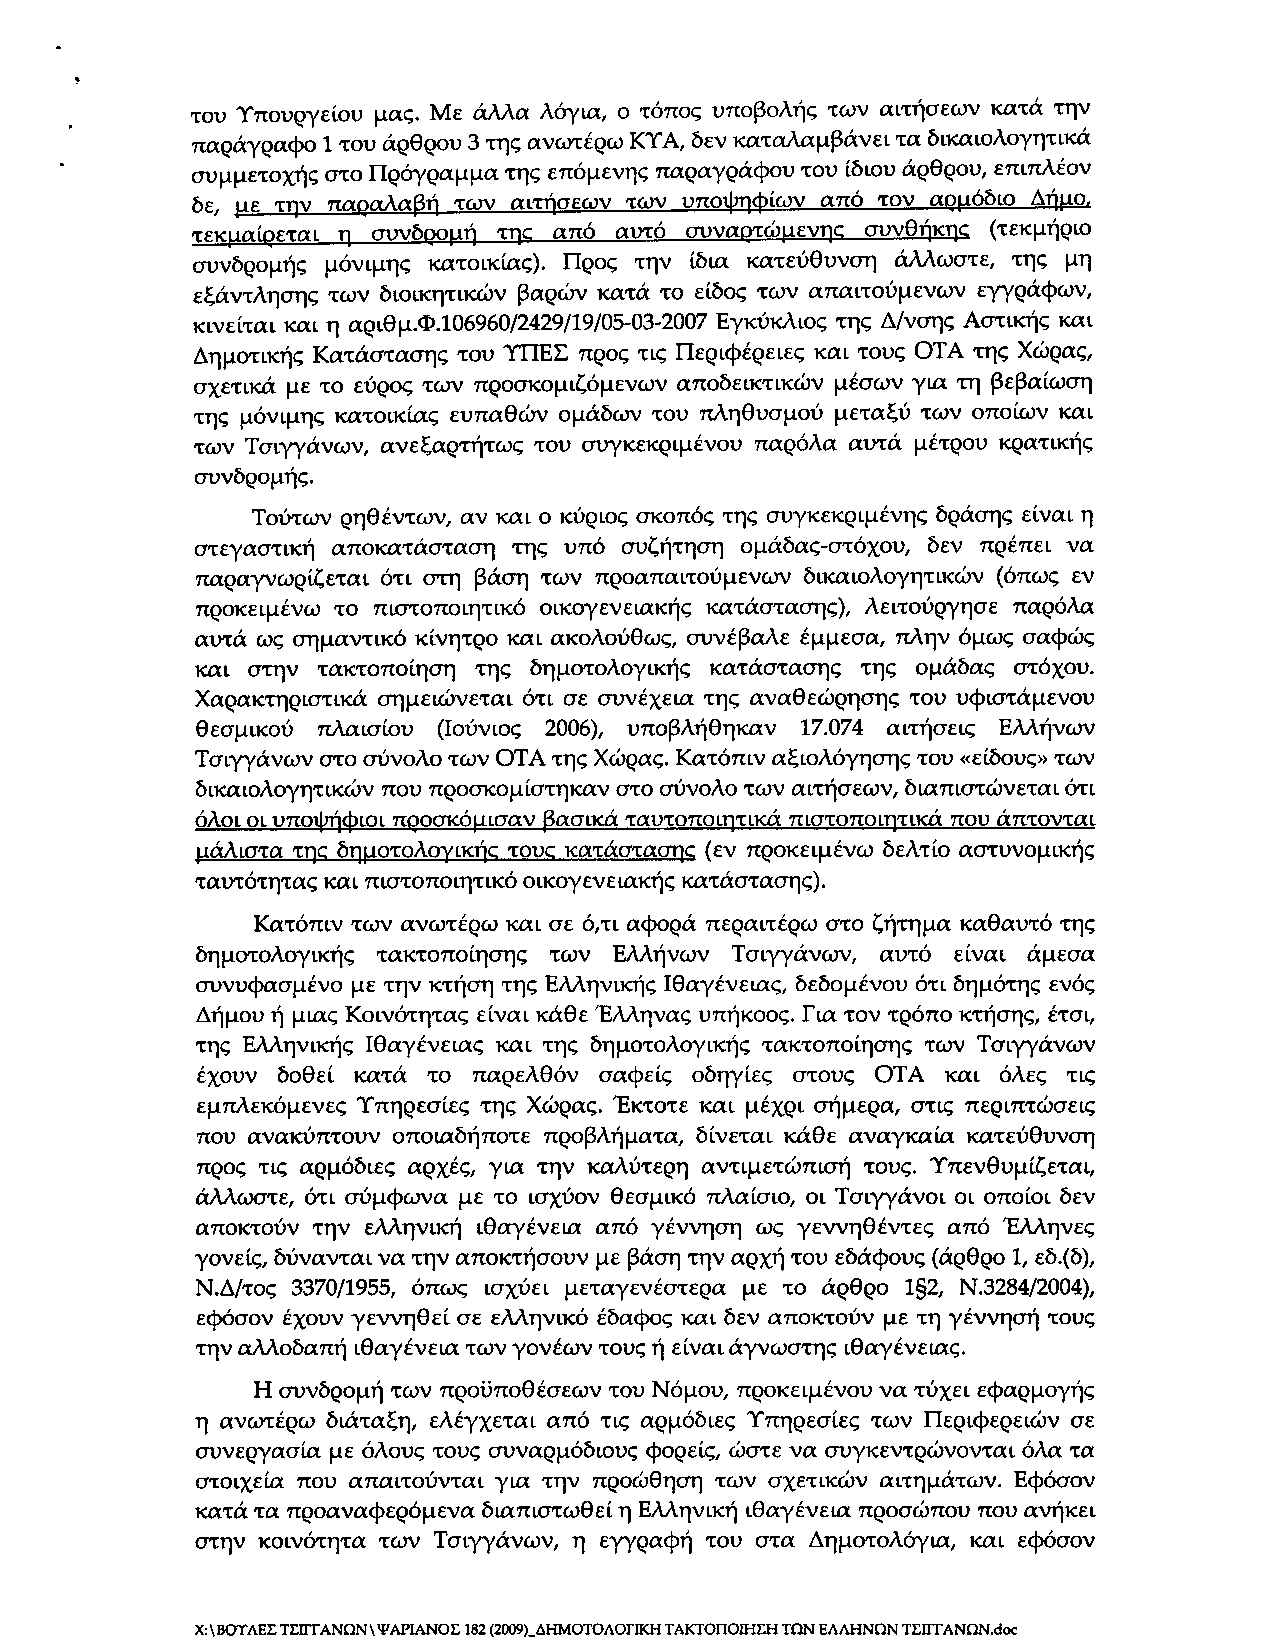 του Υπουργείου μας. Με άλλα λόγια, ο τόπος υποβολής των αιτήσεων κατά την
παράγραφο 1 του άρθρου 3 της ανωτέρω ΚΥΑ, δεν καταλαμβάνει τα δικαιολογητικά
συμμετοχής στο Πρόγραμμα της επόμενης παραγράφου του ίδιου άρθρου, επιπλέον
δε, με την παραλαβή των αιτήσεων των υποψηφίων από τον αρμόδιο Δήμο,
τεκμαίρεται η συνδρομή της από αυτό συναρτώμενης συνθήκης (τεκμήριο
συνδρομής μόνιμης κατοικίας). Προς την ίδια κατεύθυνση άλλωστε, της μη
εξάντλησης των διοικητικών βαρών κατά το είδος των απαιτούμενων εγγράφων,
κινείται και η αριθμ.Φ.106960/2429/19/05-03-2007 Εγκύκλιος της Δ/νσης Αστικής και
Δημοτικής Κατάστασης του ΥΠΕΣ προς τις Περιφέρειες και τους ΟΤΑ της Χώρας,
σχετικά με το εύρος των προσκομιζόμενων αποδεικτικών μέσων για τη βεβαίωση
της μόνιμης κατοικίας ευπαθών ομάδων του πληθυσμού μεταξύ των οποίων και
των Τσιγγάνων, ανεξαρτήτως του συγκεκριμένου παρόλα αυτά μέτρου κρατικής
συνδρομής.
Τούτων ρηθέντων, αν και ο κύριος σκοπός της συγκεκριμένης δράσης είναι η
στεγαστική αποκατάσταση της υπό συζήτηση ομάδας-στόχου, δεν πρέπει να
παραγνωρίζεται ότι στη βάση των προαπαιτούμενων δικαιολογητικών (όπως εν
προκειμένω το πιστοποιητικό οικογενειακής κατάστασης), λειτούργησε παρόλα
αυτά ως σημαντικό κίνητρο και ακολούθως, συνέβαλε έμμεσα, πλην όμως σαφώς
και στην τακτοποίηση της δημοτολογικής κατάστασης της ομάδας στόχου.
Χαρακτηριστικά σημειώνεται ότι σε συνέχεια της αναθεώρησης του υφιστάμενου
θεσμικού πλαισίου (Ιούνιος 2006), υποβλήθηκαν 17.074 αιτήσεις Ελλήνων
Τσιγγάνων στο σύνολο των ΟΤΑ της Χώρας. Κατόπιν αξιολόγησης του «είδους» των
δικαιολογητικών που προσκομίστηκαν στο σύνολο των αιτήσεων, διαπιστώνεται ότι
όλοι οι υποψήφιοι προσκόμισαν βασικά ταυτοποιητικά πιστοποιητικά που άπτονται
μάλιστα της δημοτολογικής τους κατάστασης (εν προκειμένω δελτίο αστυνομικής
ταυτότητας και πιστοποιητικό οικογενειακής κατάστασης).
Κατόπιν των ανωτέρω και σε ό,τι αφορά περαιτέρω στο ζήτημα καθαυτό της
δημοτολογικής τακτοποίησης των Ελλήνων Τσιγγάνων, αυτό είναι άμεσα
συνυφασμένο με την κτήση της Ελληνικής Ιθαγένειας, δεδομένου ότι δημότης ενός
Δήμου ή μιας Κοινότητας είναι κάθε Έλληνας υπήκοος. Για τον τρόπο κτήσης, έτσι,
της Ελληνικής Ιθαγένειας και της δημοτολογικής τακτοποίησης των Τσιγγάνων
έχουν δοθεί κατά το παρελθόν σαφείς οδηγίες στους ΟΤΑ και όλες τις
εμπλεκόμενες Υπηρεσίες της Χώρας. Έκτοτε και μέχρι σήμερα, στις περιπτώσεις
που ανακύπτουν οποιαδήποτε προβλήματα, δίνεται κάθε αναγκαία κατεύθυνση
προς τις αρμόδιες αρχές, για την καλύτερη αντιμετώπισή τους. Υπενθυμίζεται,
άλλωστε, ότι σύμφωνα με το ισχύον θεσμικό πλαίσιο, οι Τσιγγάνοι οι οποίοι δεν
αποκτούν την ελληνική ιθαγένεια από γέννηση ως γεννηθέντες από Έλληνες
γονείς, δύνανται να την αποκτήσουν με βάση την αρχή του εδάφους (άρθρο 1, εδ.(δ),
Ν.Δ/τος 3370/1955, όπως ισχύει μεταγενέστερα με το άρθρο 1§2, Ν.3284/2004),
εφόσον έχουν γεννηθεί σε ελληνικό έδαφος και δεν αποκτούν με τη γέννησή τους
την αλλοδαπή ιθαγένεια των γονέων τους ή είναι άγνωστης ιθαγένειας.
Η συνδρομή των προϋποθέσεων του Νόμου, προκειμένου να τύχει εφαρμογής
η ανωτέρω διάταξη, ελέγχεται από τις αρμόδιες Υπηρεσίες των Περιφερειών σε
συνεργασία με όλους τους συναρμόδιους φορείς, ώστε να συγκεντρώνονται όλα τα
στοιχεία που απαιτούνται για την προώθηση των σχετικών αιτημάτων. Εφόσον
κατά τα προαναφερόμενα διαπιστωθεί η Ελληνική ιθαγένεια προσώπου που ανήκει
στην κοινότητα των Τσιγγάνων, η εγγραφή του στα Δημοτολόγια, και εφόσον
X:\ΒΟΥΛΕΣ ΤΣΙΓΓΑΝΩΝ\ΨΑΡΙΑΝΟΣ 182 (2009)_ΔΗΜΟΤΟΛΟΓΙΚΗ ΤΑΚΤΟΠΟΙΗΣΗ ΤΩΝ ΕΛΛΗΝΩΝ ΤΣΙΓΓΑΝΩΝ.doc